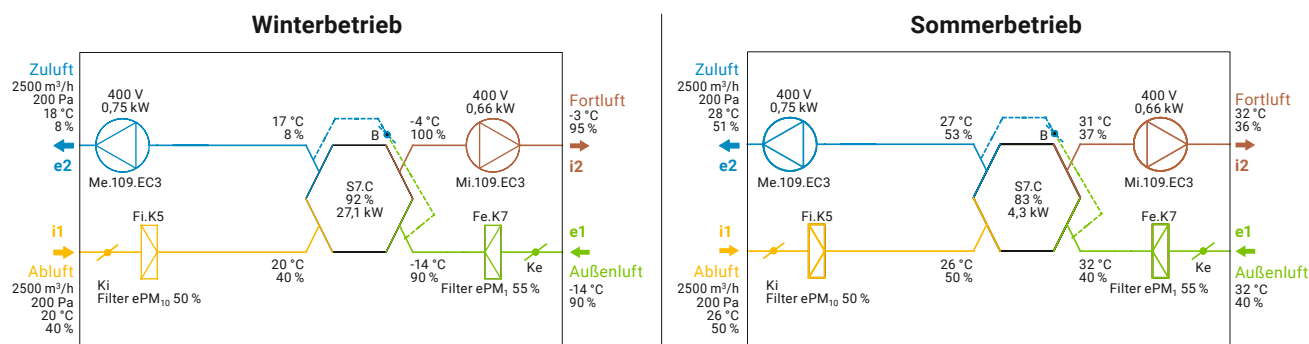 Winterbetrieb
Zuluft
2500 m³/h
200 Pa
18 °C
8 %
e2
400 V
0,75 kW
Me.109.EC3
17 °C
8 %
B
-4 °C
100 %
400 V
0,66 kW
Mi.109.EC3
Fortluft
-3 °C
95 %
i2
S7.C
92 %
27,1 kW
i1
Abluft
2500 m³/h
200 Pa
20 °C
40 %
Fi.K5
Ki
Filter ePM₁₀ 50 %
20 °C
40 %
-14 °C
90 %
Fe.K7
Filter ePM₁ 55 %
Ke
e1
Außenluft
-14 °C
90 %
Sommerbetrieb
Zuluft
2500 m³/h
200 Pa
28 °C
51 %
e2
400 V
0,75 kW
Me.109.EC3
27 °C
53 %
B
31 °C
37 %
400 V
0,66 kW
Mi.109.EC3
Fortluft
32 °C
36 %
i2
S7.C
83 %
4,3 kW
i1
Abluft
2500 m³/h
200 Pa
26 °C
50 %
Fi.K5
Ki
Filter ePM₁₀ 50 %
26 °C
50 %
32 °C
40 %
Fe.K7
Filter ePM₁ 55 %
Ke
e1
Außenluft
32 °C
40 %